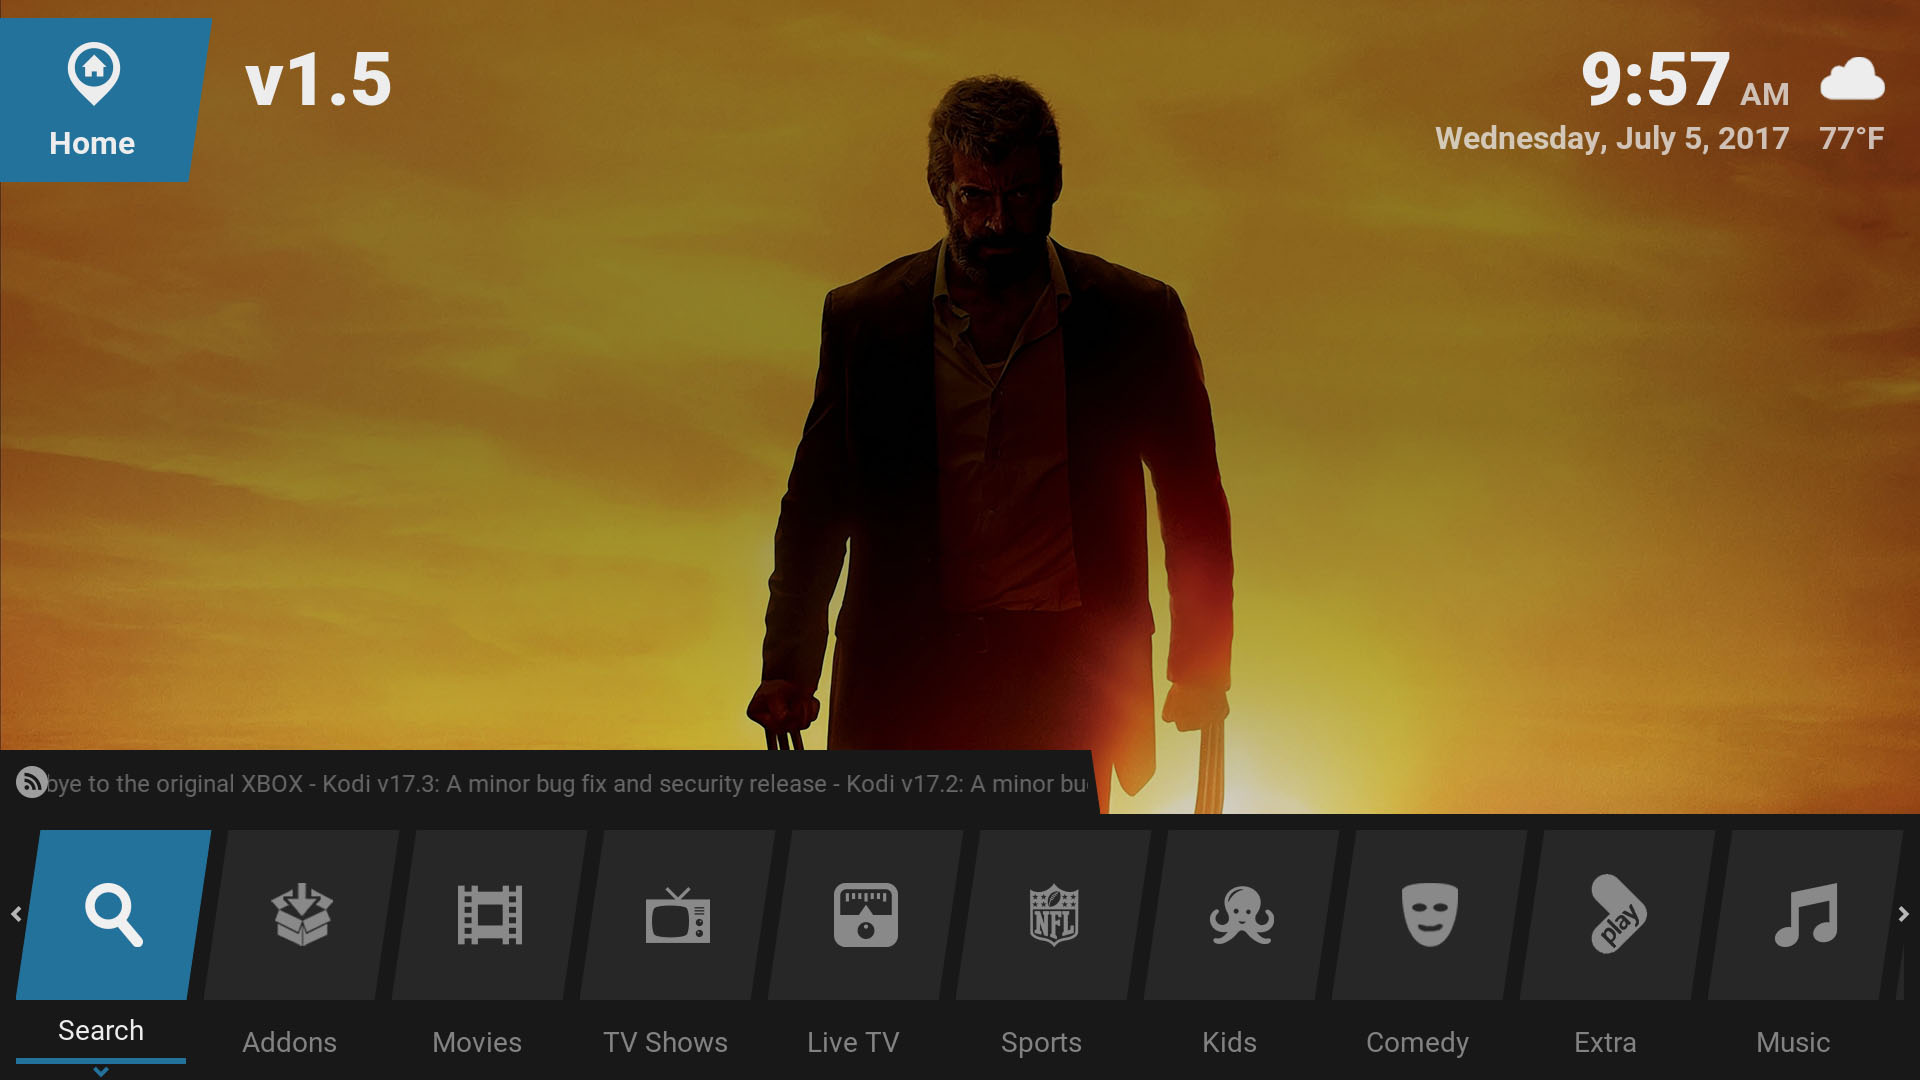 Home
v1.5
9:57 AM
Wednesday, July 5, 2017 77°F
bye to the original XBOX - Kodi v17.3: A minor bug fix and security release - Kodi v17.2: A minor bu
NFL
play
Search
Addons
Movies
TV Shows
Live TV
Sports
Kids
Comedy
Extra
Music